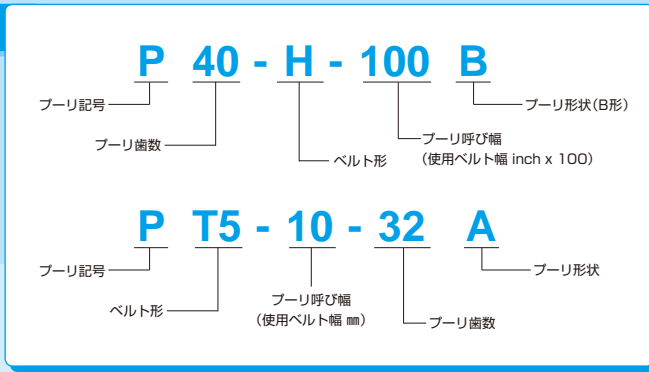 P 40 - H - 100 B
プーリ記号
プーリ形状（B形）
プーリ歯数
プーリ呼び幅
ベルト形
（使用ベルト幅 inch x 100）
P T5 - 10 - 32 A
プーリ記号
プーリ形状
ベルト形
プーリ呼び幅
（使用ベルト幅 ㎜）
プーリ歯数